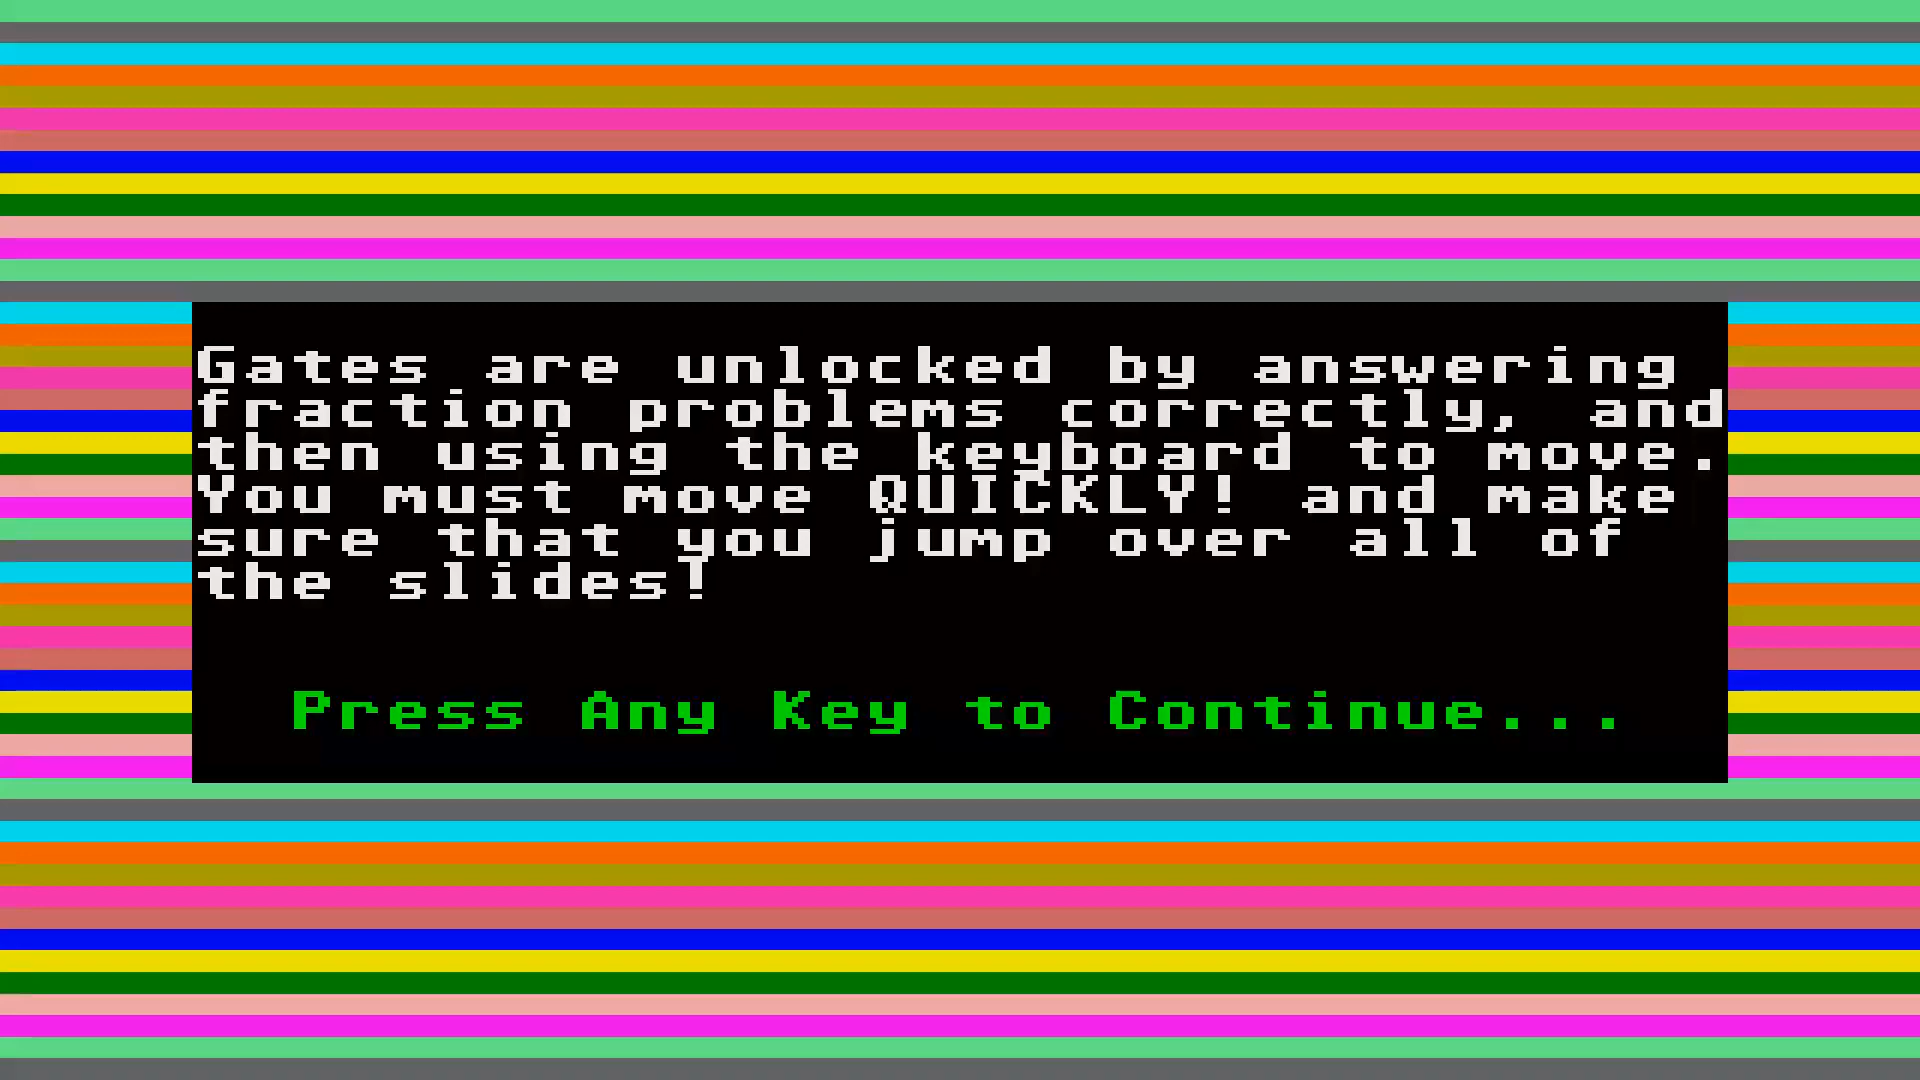 Gates are unlocked by answering
fraction problems correctly, and
then using the keyboard to move.
You must move QUICKLY! and make
sure that you jump over all of
the slides!
Press Any Key to Continue...